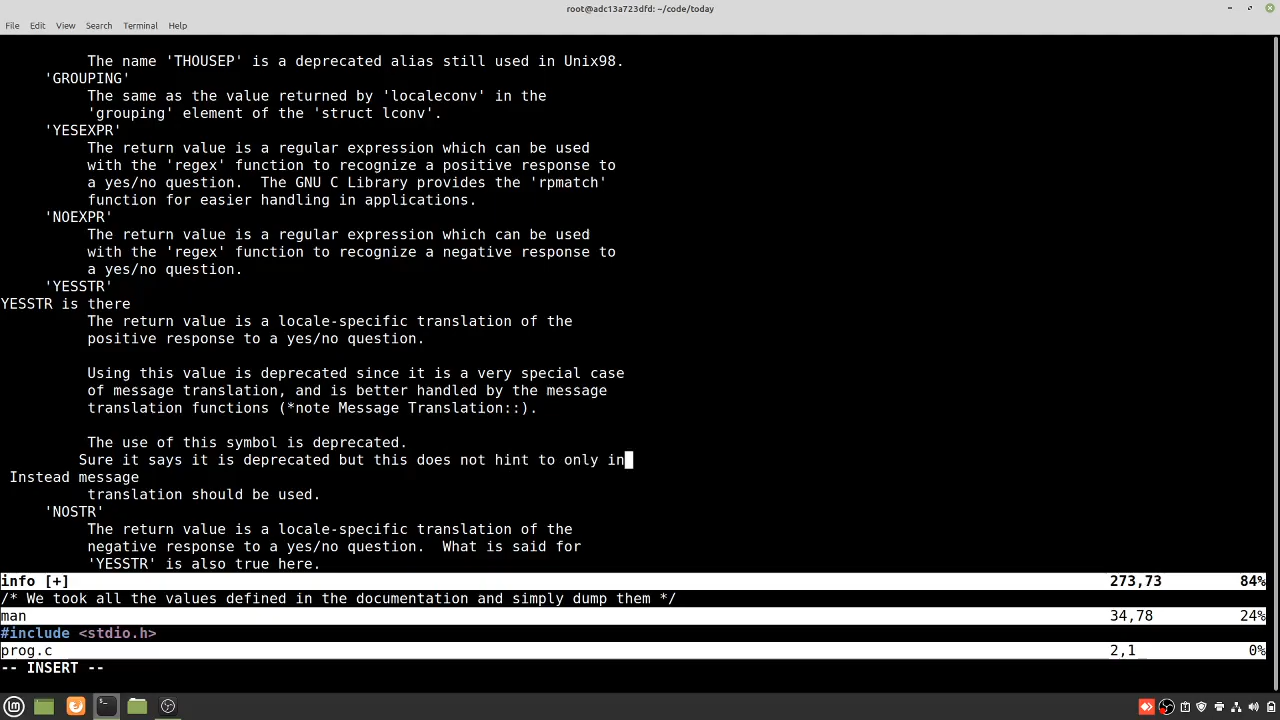 root@adc13a723dfd: ~/code/today
File Edit View Search Terminal Help
The name 'THOUSEP' is a deprecated alias still used in Unix98.
'GROUPING'
The same as the value returned by 'localeconv' in the
'grouping' element of the 'struct lconv'.
'YESEXPR'
The return value is a regular expression which can be used
with the 'regex' function to recognize a positive response to
a yes/no question.  The GNU C Library provides the 'rpmatch'
function for easier handling in applications.
'NOEXPR'
The return value is a regular expression which can be used
with the 'regex' function to recognize a negative response to
a yes/no question.
'YESSTR'
YESSTR is there
The return value is a locale-specific translation of the
positive response to a yes/no question.
Using this value is deprecated since it is a very special case
of message translation, and is better handled by the message
translation functions (*note Message Translation::).
The use of this symbol is deprecated.
Sure it says it is deprecated but this does not hint to only in
Instead message
translation should be used.
'NOSTR'
The return value is a locale-specific translation of the
negative response to a yes/no question.  What is said for
'YESSTR' is also true here.
info [+] 273,73 84%
/* We took all the values defined in the documentation and simply dump them */
man 34,78 24%
#include <stdio.h>
prog.c 2,1 0%
-- INSERT --